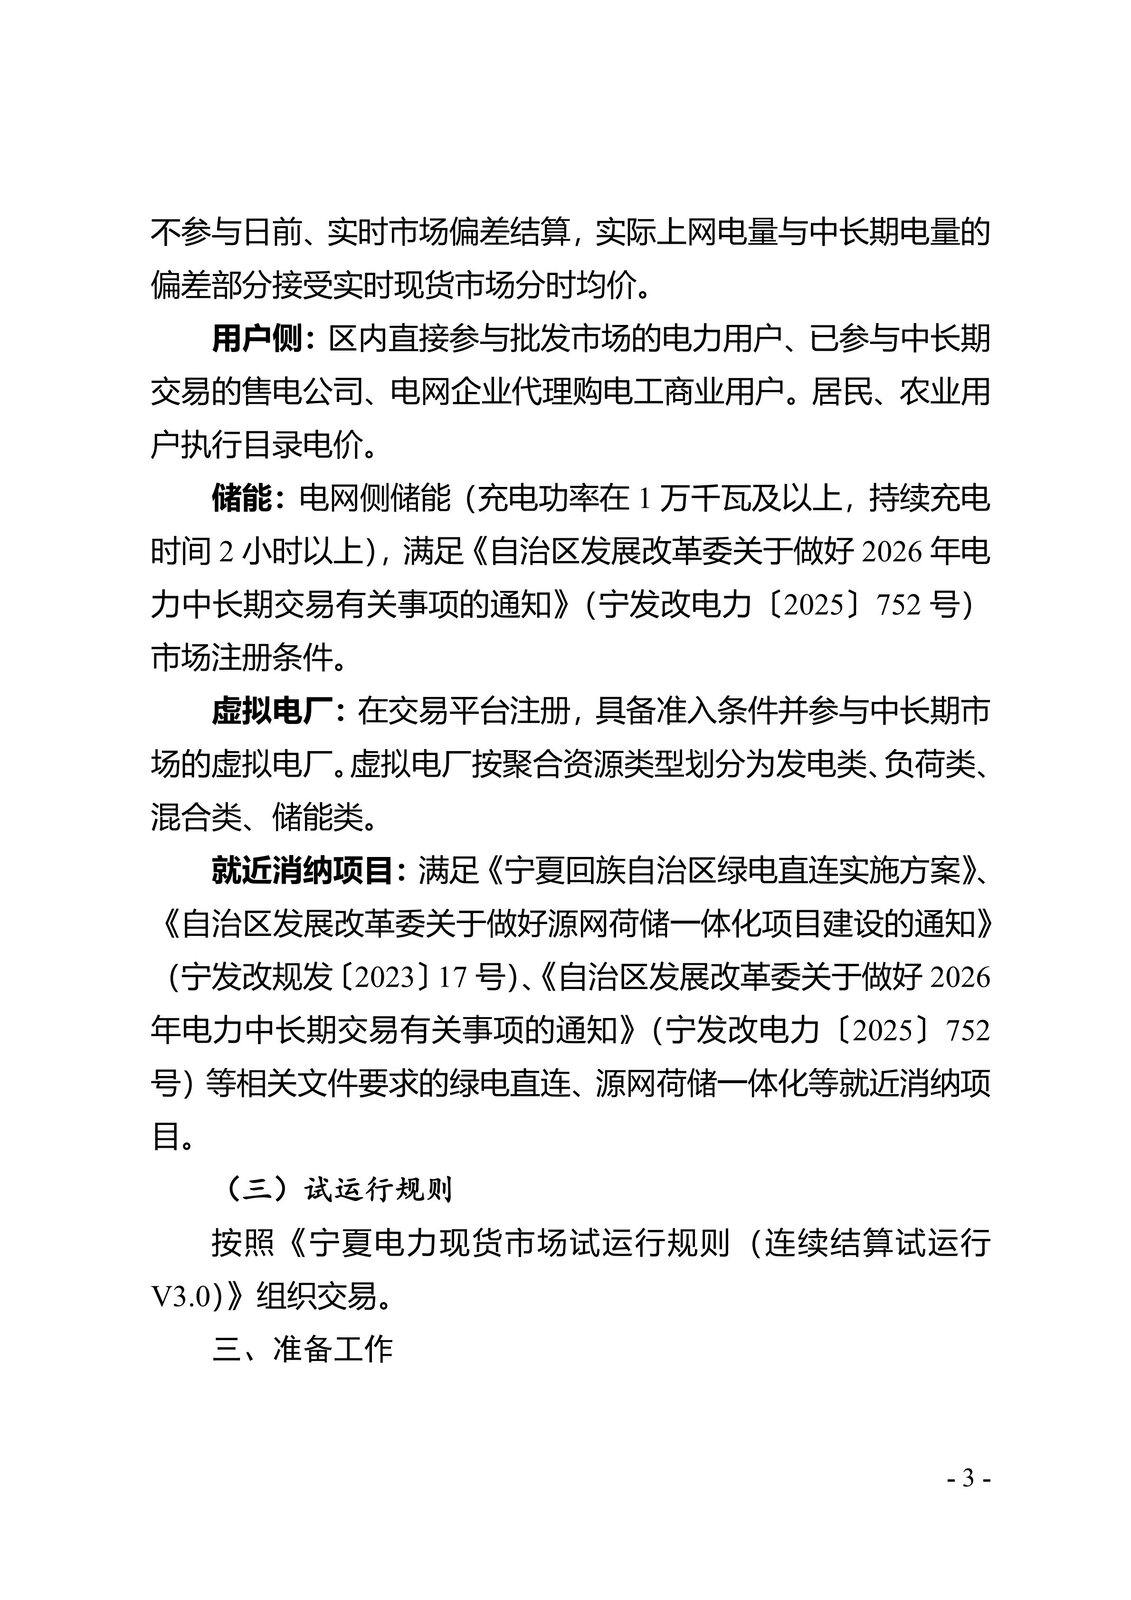 不参与日前、实时市场偏差结算，实际上网电量与中长期电量的
偏差部分接受实时现货市场分时均价。
用户侧：区内直接参与批发市场的电力用户、已参与中长期
交易的售电公司、电网企业代理购电工商业用户。居民、农业用
户执行目录电价。
储能：电网侧储能（充电功率在 1 万千瓦及以上，持续充电
时间 2 小时以上），满足《自治区发展改革委关于做好 2026 年电
力中长期交易有关事项的通知》（宁发改电力〔2025〕752 号）
市场注册条件。
虚拟电厂：在交易平台注册，具备准入条件并参与中长期市
场的虚拟电厂。虚拟电厂按聚合资源类型划分为发电类、负荷类、
混合类、储能类。
就近消纳项目：满足《宁夏回族自治区绿电直连实施方案》、
《自治区发展改革委关于做好源网荷储一体化项目建设的通知》
（宁发改规发〔2023〕17 号）、《自治区发展改革委关于做好 2026
年电力中长期交易有关事项的通知》（宁发改电力〔2025〕752
号）等相关文件要求的绿电直连、源网荷储一体化等就近消纳项
目。
（三）试运行规则
按照《宁夏电力现货市场试运行规则（连续结算试运行
V3.0）》组织交易。
三、准备工作
- 3 -